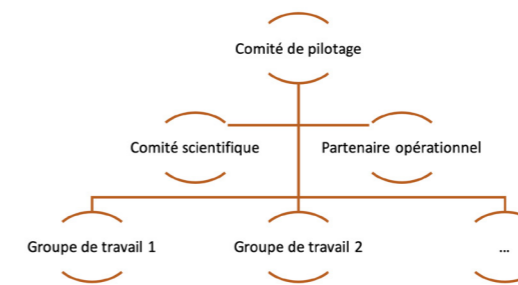 Comité de pilotage
Comité scientifique
Partenaire opérationnel
Groupe de travail 1
Groupe de travail 2
...